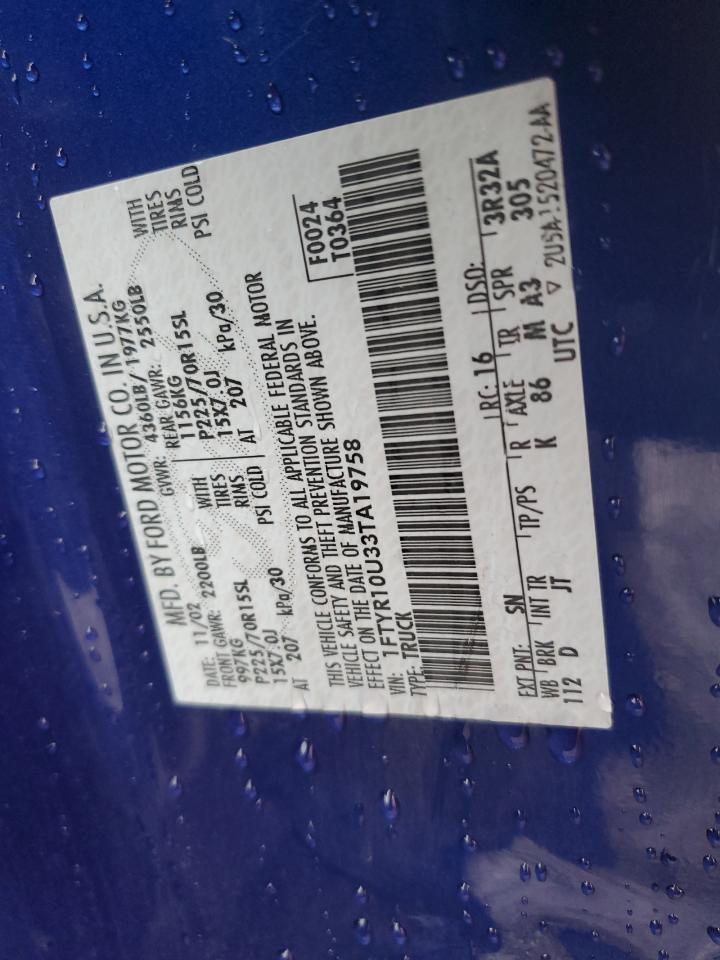 MFD. BY FORD MOTOR CO. IN U.S.A.
DATE: 11/02 GVWR: 4360LB/ 1977KG
FRONT GAWR: 2200LB REAR GAWR: 2550LB
997KG WITH 1156KG WITH
P225/70R15SL TIRES P225/70R15SL TIRES
15X7.0J RIMS 15X7.0J RIMS
AT 207 kPa/30 PSI COLD AT 207 kPa/30 PSI COLD
THIS VEHICLE CONFORMS TO ALL APPLICABLE FEDERAL MOTOR
VEHICLE SAFETY AND THEFT PREVENTION STANDARDS IN
EFFECT ON THE DATE OF MANUFACTURE SHOWN ABOVE.
VIN: 1FTYR10U33TA19758 F0024
TYPE: TRUCK T0364
EXT PNT: SN RC: 16 DSO: 3R32A
WB BRK INT TR TP/PS R AXLE TR SPR 305
112 D JT K 86 M A3
UTC ▽ 2U5A-1520472-AA